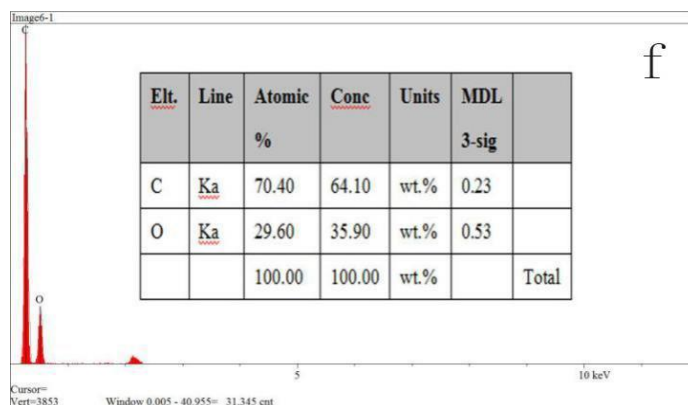 Image6-1
C
f
Elt. Line Atomic % Conc Units MDL 3-sig
C Ka 70.40 64.10 wt.% 0.23
O Ka 29.60 35.90 wt.% 0.53
100.00 100.00 wt.% Total
O
5 10 keV
Cursor=
Vert=3853 Window 0.005 - 40.955= 31.345 cnt